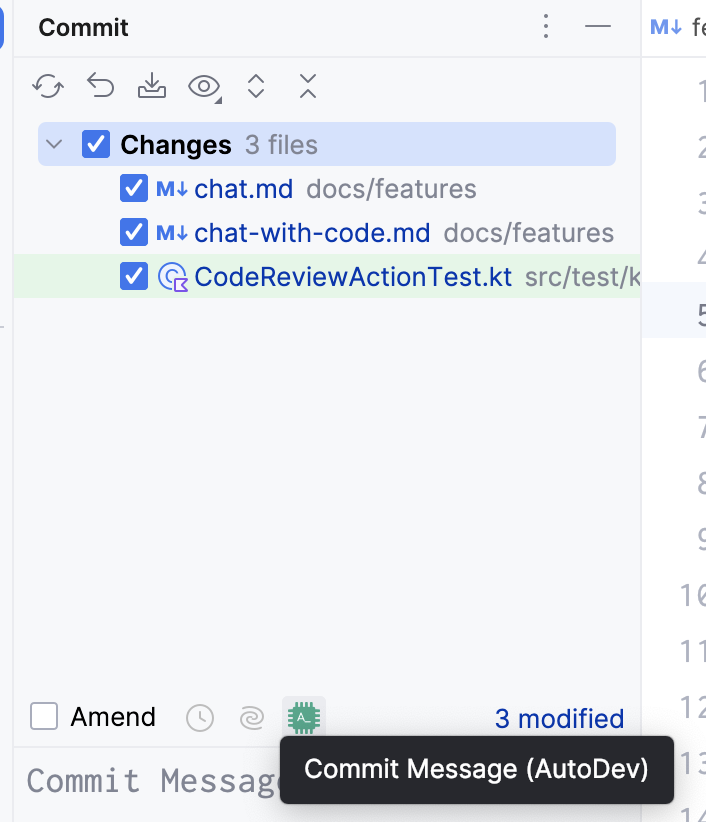 Commit
Changes 3 files
M↓ chat.md docs/features
M↓ chat-with-code.md docs/features
CodeReviewActionTest.kt src/test/k
Amend
3 modified
Commit Message
Commit Message (AutoDev)
M↓ fe
1
2
3
4
5
6
7
8
9
10
11
12
13
14